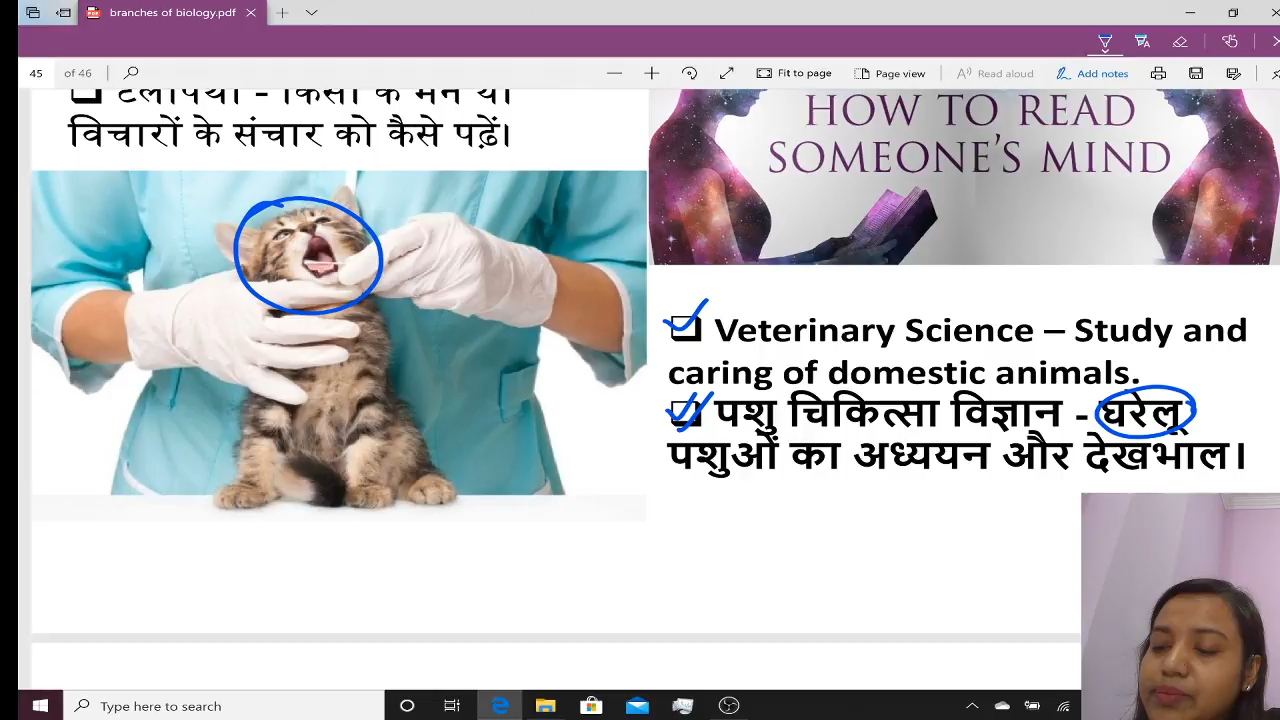 branches of biology.pdf
45 of 46
Fit to page
Page view
Read aloud
Add notes
विचारों के संचार को कैसे पढ़ें।
HOW TO READ
SOMEONE'S MIND
Veterinary Science – Study and
caring of domestic animals.
पशु चिकित्सा विज्ञान - घरेलू
पशुओं का अध्ययन और देखभाल।
Type here to search